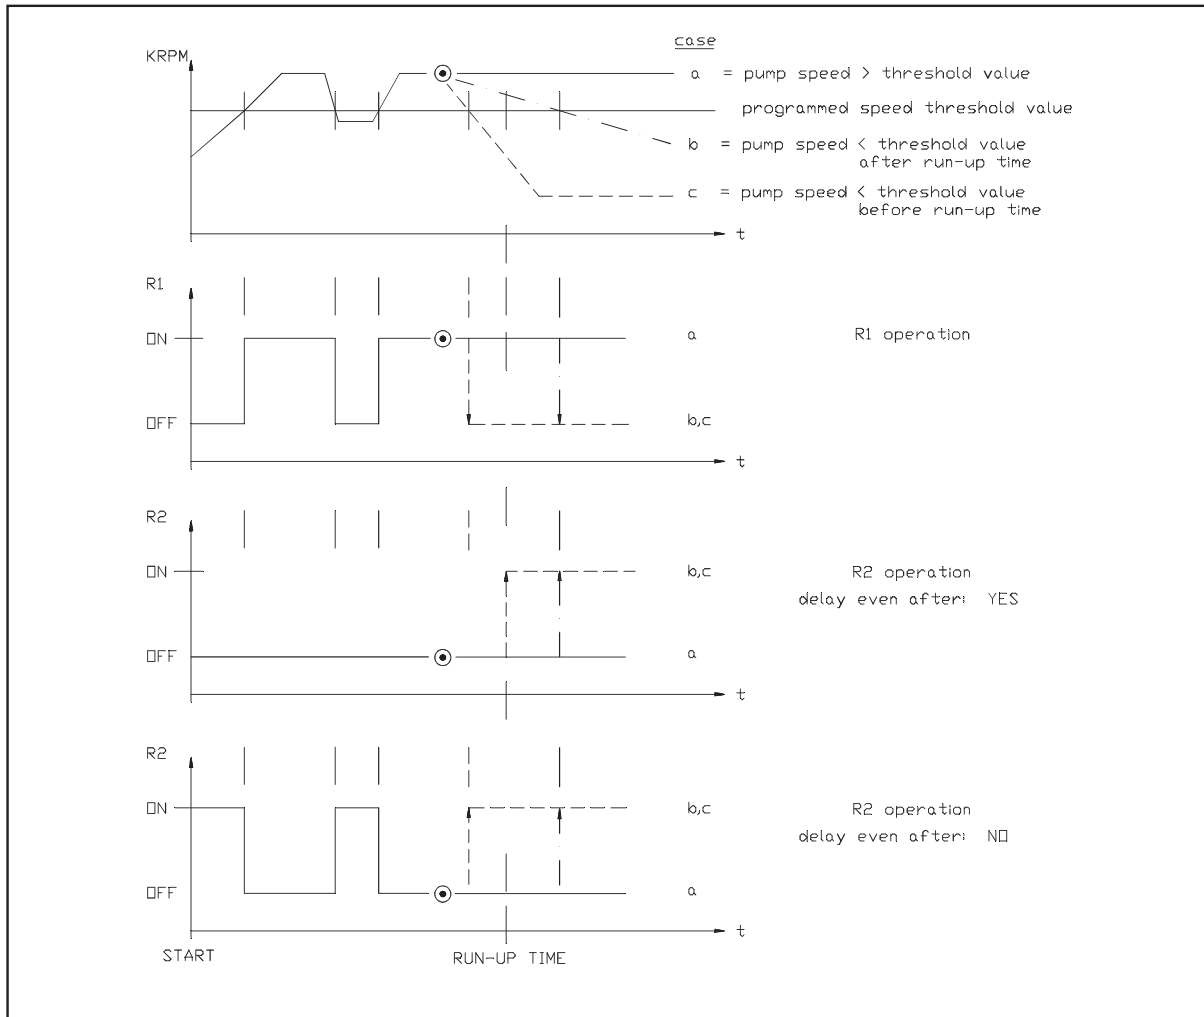 case
KRPM
a = pump speed > threshold value
programmed speed threshold value
b = pump speed < threshold value
after run-up time
c = pump speed < threshold value
before run-up time
t
R1
ON
a
R1 operation
OFF
b,c
t
R2
ON
b,c
R2 operation
delay even after: YES
OFF
a
t
R2
ON
b,c
R2 operation
delay even after: NO
OFF
a
t
START
RUN-UP TIME